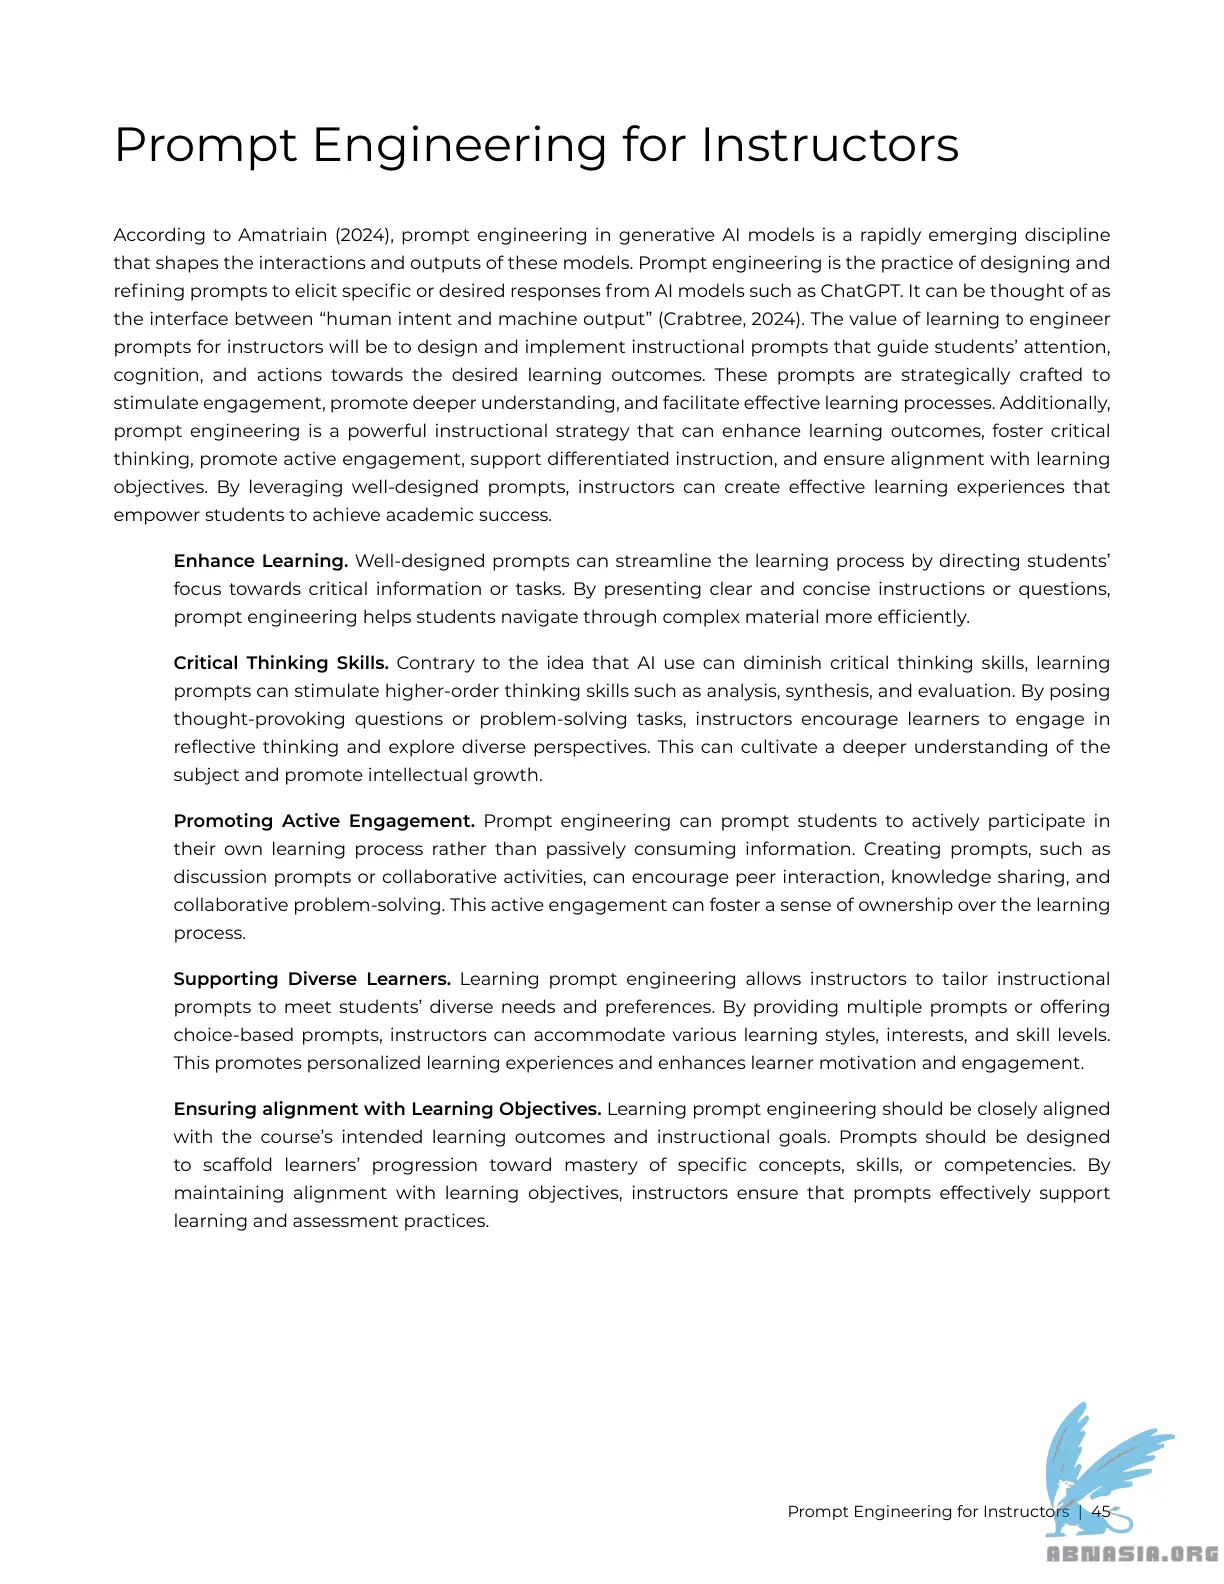 Prompt Engineering for Instructors
According to Amatriain (2024), prompt engineering in generative AI models is a rapidly emerging discipline
that shapes the interactions and outputs of these models. Prompt engineering is the practice of designing and
refining prompts to elicit specific or desired responses from AI models such as ChatGPT. It can be thought of as
the interface between “human intent and machine output” (Crabtree, 2024). The value of learning to engineer
prompts for instructors will be to design and implement instructional prompts that guide students’ attention,
cognition, and actions towards the desired learning outcomes. These prompts are strategically crafted to
stimulate engagement, promote deeper understanding, and facilitate effective learning processes. Additionally,
prompt engineering is a powerful instructional strategy that can enhance learning outcomes, foster critical
thinking, promote active engagement, support differentiated instruction, and ensure alignment with learning
objectives. By leveraging well-designed prompts, instructors can create effective learning experiences that
empower students to achieve academic success.
Enhance Learning. Well-designed prompts can streamline the learning process by directing students’
focus towards critical information or tasks. By presenting clear and concise instructions or questions,
prompt engineering helps students navigate through complex material more efficiently.
Critical Thinking Skills. Contrary to the idea that AI use can diminish critical thinking skills, learning
prompts can stimulate higher-order thinking skills such as analysis, synthesis, and evaluation. By posing
thought-provoking questions or problem-solving tasks, instructors encourage learners to engage in
reflective thinking and explore diverse perspectives. This can cultivate a deeper understanding of the
subject and promote intellectual growth.
Promoting Active Engagement. Prompt engineering can prompt students to actively participate in
their own learning process rather than passively consuming information. Creating prompts, such as
discussion prompts or collaborative activities, can encourage peer interaction, knowledge sharing, and
collaborative problem-solving. This active engagement can foster a sense of ownership over the learning
process.
Supporting Diverse Learners. Learning prompt engineering allows instructors to tailor instructional
prompts to meet students’ diverse needs and preferences. By providing multiple prompts or offering
choice-based prompts, instructors can accommodate various learning styles, interests, and skill levels.
This promotes personalized learning experiences and enhances learner motivation and engagement.
Ensuring alignment with Learning Objectives. Learning prompt engineering should be closely aligned
with the course’s intended learning outcomes and instructional goals. Prompts should be designed
to scaffold learners’ progression toward mastery of specific concepts, skills, or competencies. By
maintaining alignment with learning objectives, instructors ensure that prompts effectively support
learning and assessment practices.
Prompt Engineering for Instructors | 45
ABNASIA.ORG